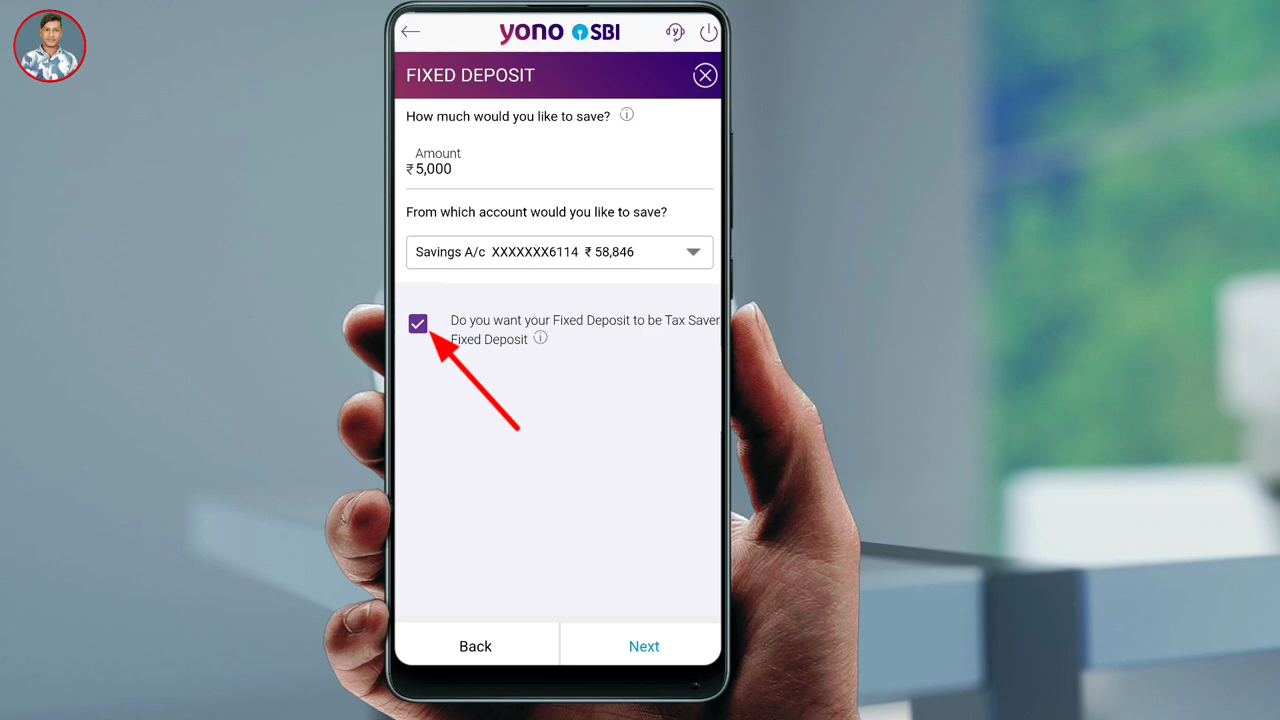 yono SBI
FIXED DEPOSIT
How much would you like to save?
Amount
₹ 5,000
From which account would you like to save?
Savings A/c XXXXXXX6114 ₹ 58,846
Do you want your Fixed Deposit to be Tax Saver
Fixed Deposit
Back
Next